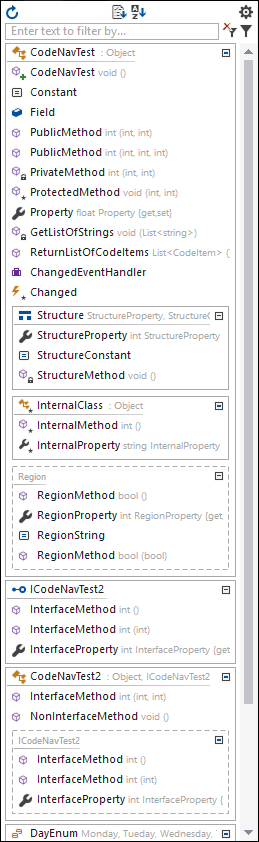 Enter text to filter by...
CodeNavTest : Object
CodeNavTest void ()
Constant
Field
PublicMethod int (int, int)
PublicMethod int (int, int, int)
PrivateMethod int (int, int)
ProtectedMethod void (int, int)
Property float Property {get,set}
GetListOfStrings void (List<string>)
ReturnListOfCodeItems List<CodeItem> (
ChangedEventHandler
Changed
Structure StructureProperty, StructureC
StructureProperty int StructureProperty
StructureConstant
StructureMethod void ()
InternalClass : Object
InternalMethod int ()
InternalProperty string InternalProperty
Region
RegionMethod bool ()
RegionProperty int RegionProperty {get,
RegionString
RegionMethod bool (bool)
ICodeNavTest2
InterfaceMethod int ()
InterfaceMethod int (int)
InterfaceProperty int InterfaceProperty {get
CodeNavTest2 : Object, ICodeNavTest2
InterfaceMethod int (int, int)
NonInterfaceMethod void ()
ICodeNavTest2
InterfaceMethod int ()
InterfaceMethod int (int)
InterfaceProperty int InterfaceProperty {
DayEnum Monday, Tueday, Wednesday,